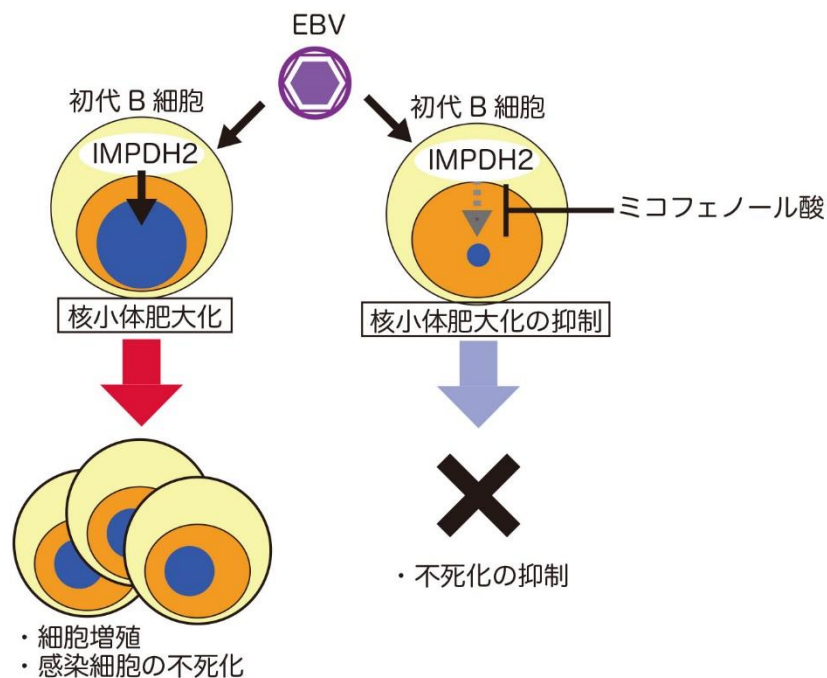 EBV
初代 B 細胞
IMPDH2
核小体肥大化
・細胞増殖
・感染細胞の不死化
初代 B 細胞
IMPDH2
ミコフェノール酸
核小体肥大化の抑制
・不死化の抑制